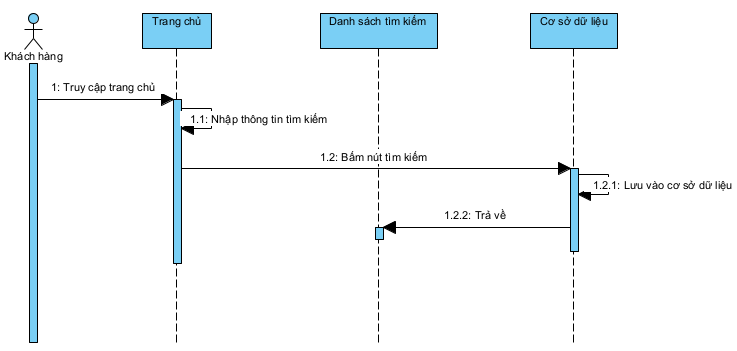 Trang chủ
Danh sách tìm kiếm
Cơ sở dữ liệu
Khách hàng
1: Truy cập trang chủ
1.1: Nhập thông tin tìm kiếm
1.2: Bấm nút tìm kiếm
1.2.1: Lưu vào cơ sở dữ liệu
1.2.2: Trả về